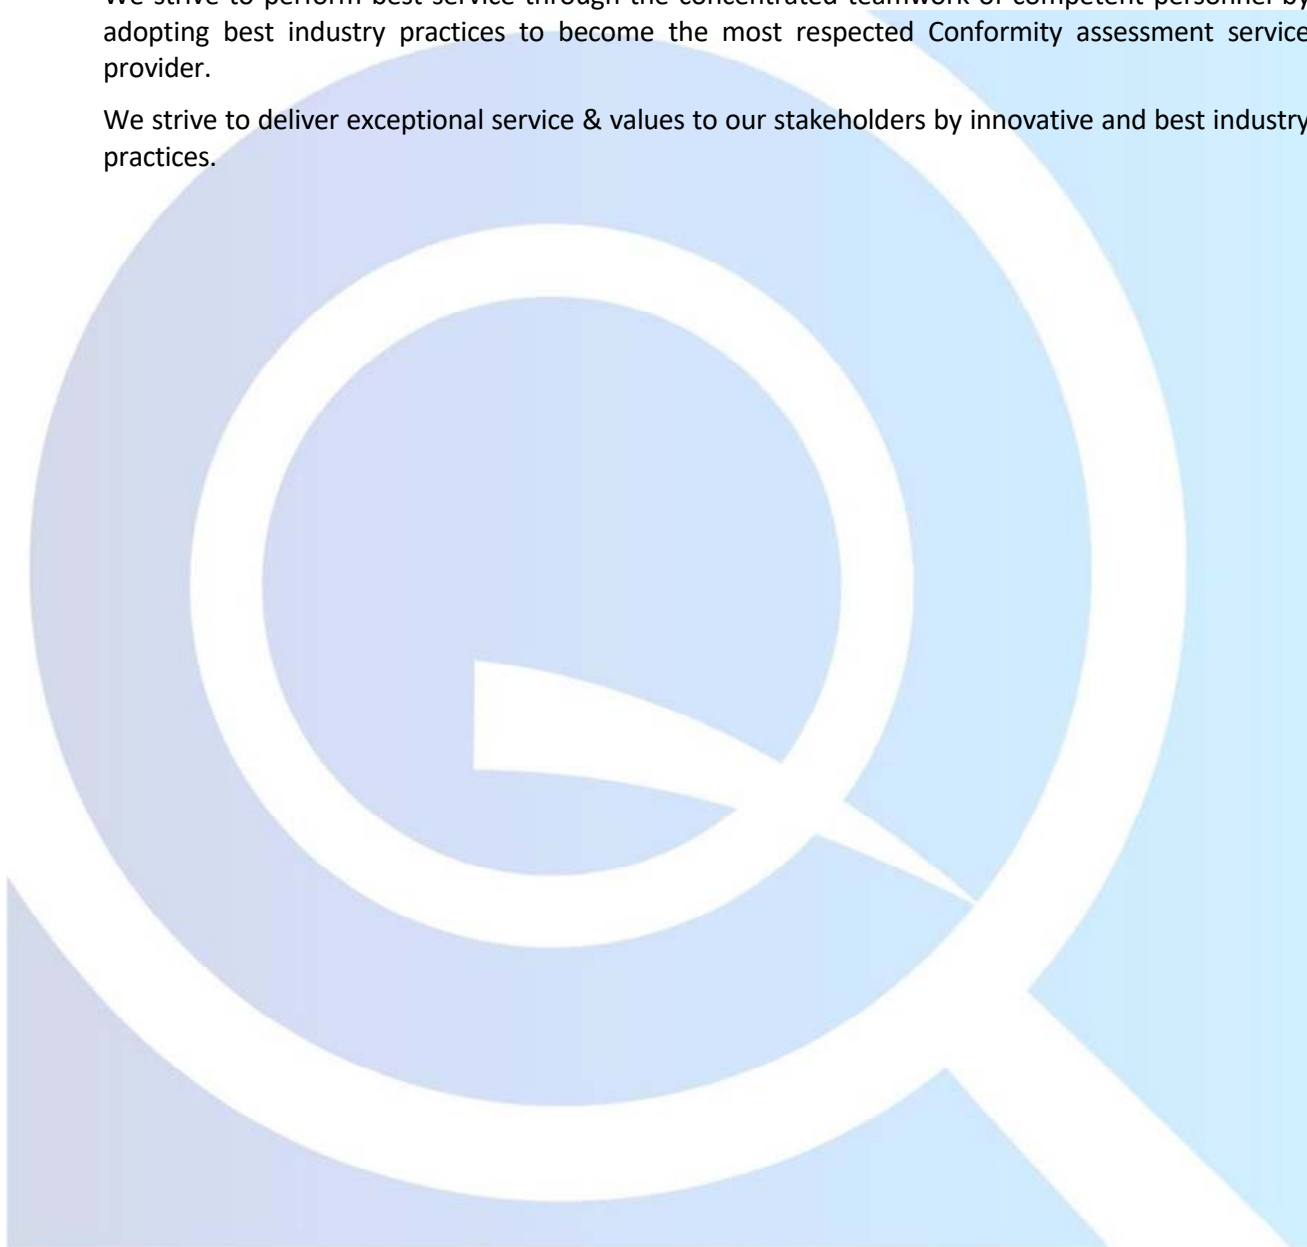 We strive to perform best service through the concentrated teamwork of competent personnel by
adopting best industry practices to become the most respected Conformity assessment service
provider.
We strive to deliver exceptional service & values to our stakeholders by innovative and best industry
practices.